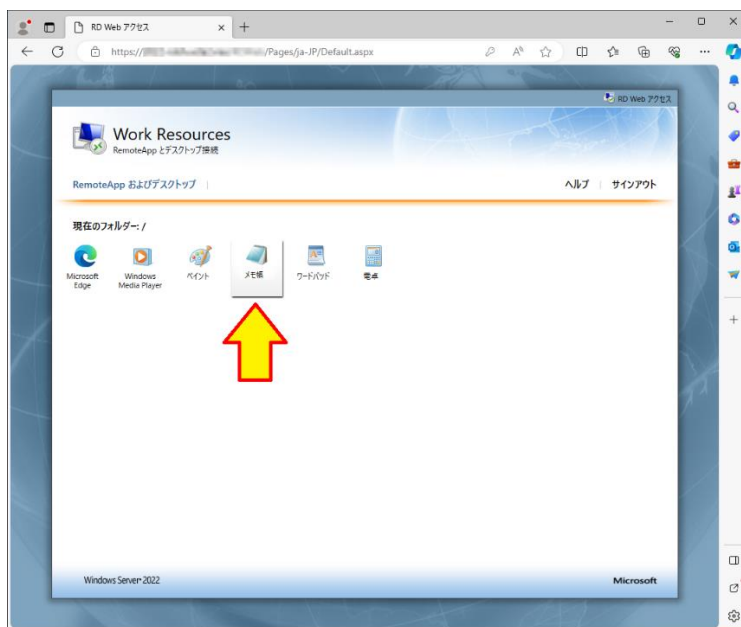 RD Web アクセス
https://
/Pages/ja-JP/Default.aspx
RD Web アクセス
Work Resources
RemoteApp とデスクトップ接続
RemoteApp およびデスクトップ
ヘルプ
サインアウト
現在のフォルダー: /
Microsoft Edge
Windows Media Player
ペイント
メモ帳
ワードパッド
電卓
Windows Server 2022
Microsoft